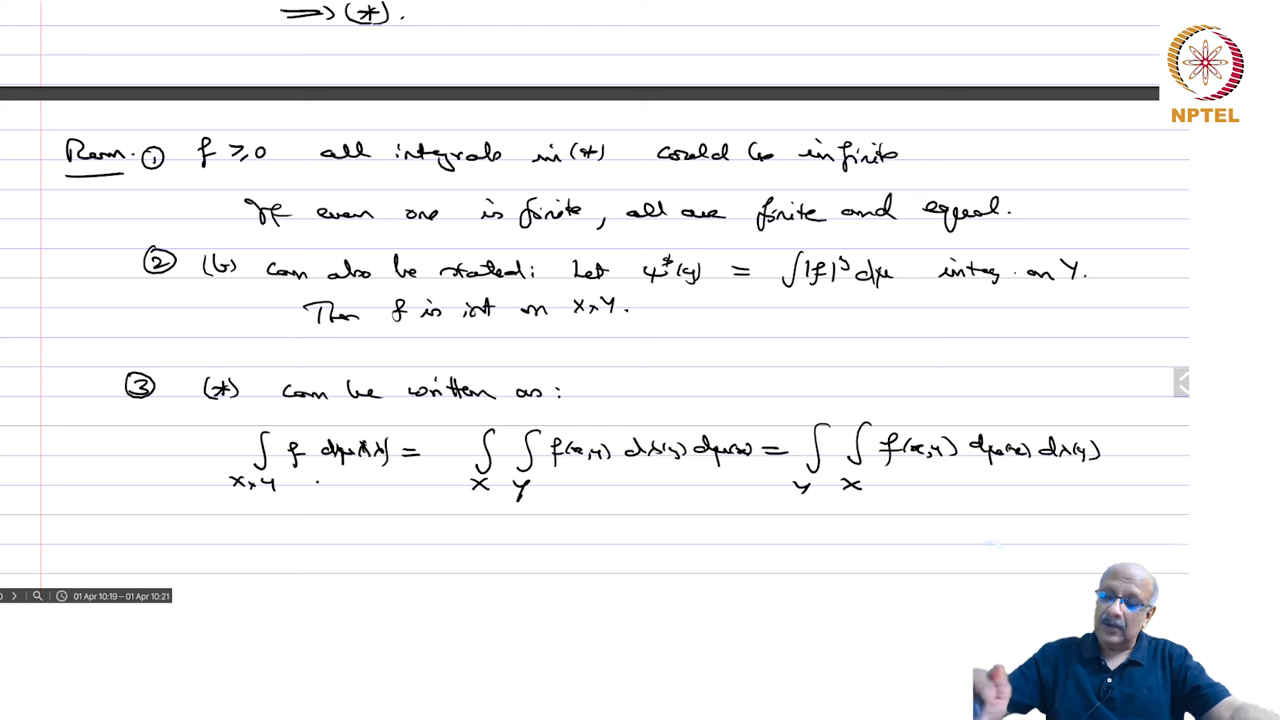 ⟹ (*).
NPTEL
Rem. ① f ≥ 0 all integrals in (*) could be infinite
If even one is finite, all are finite and equal.
② (b) can also be stated: Let ψ*(y) = ∫|f|^y dμ integ. on Y.
Then f is int on X×Y.
③ (*) can be written as:
∫_{X×Y} f d(μ×λ) = ∫_X ∫_Y f(x,y) dλ(y) dμ(x) = ∫_Y ∫_X f(x,y) dμ(x) dλ(y)
01 Apr 10:19 – 01 Apr 10:21